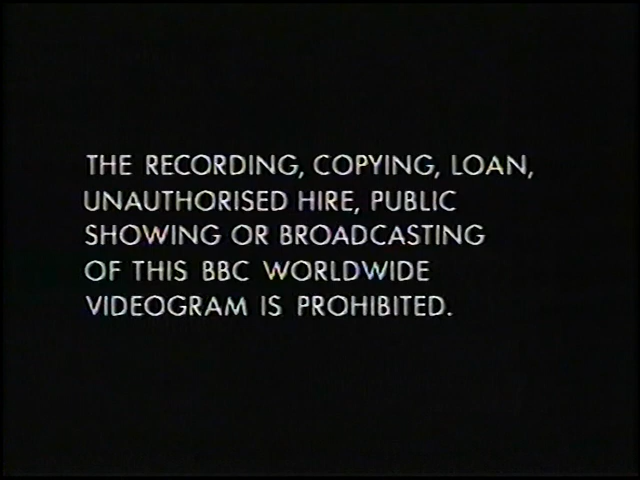 THE RECORDING, COPYING, LOAN,
UNAUTHORISED HIRE, PUBLIC
SHOWING OR BROADCASTING
OF THIS BBC WORLDWIDE
VIDEOGRAM IS PROHIBITED.